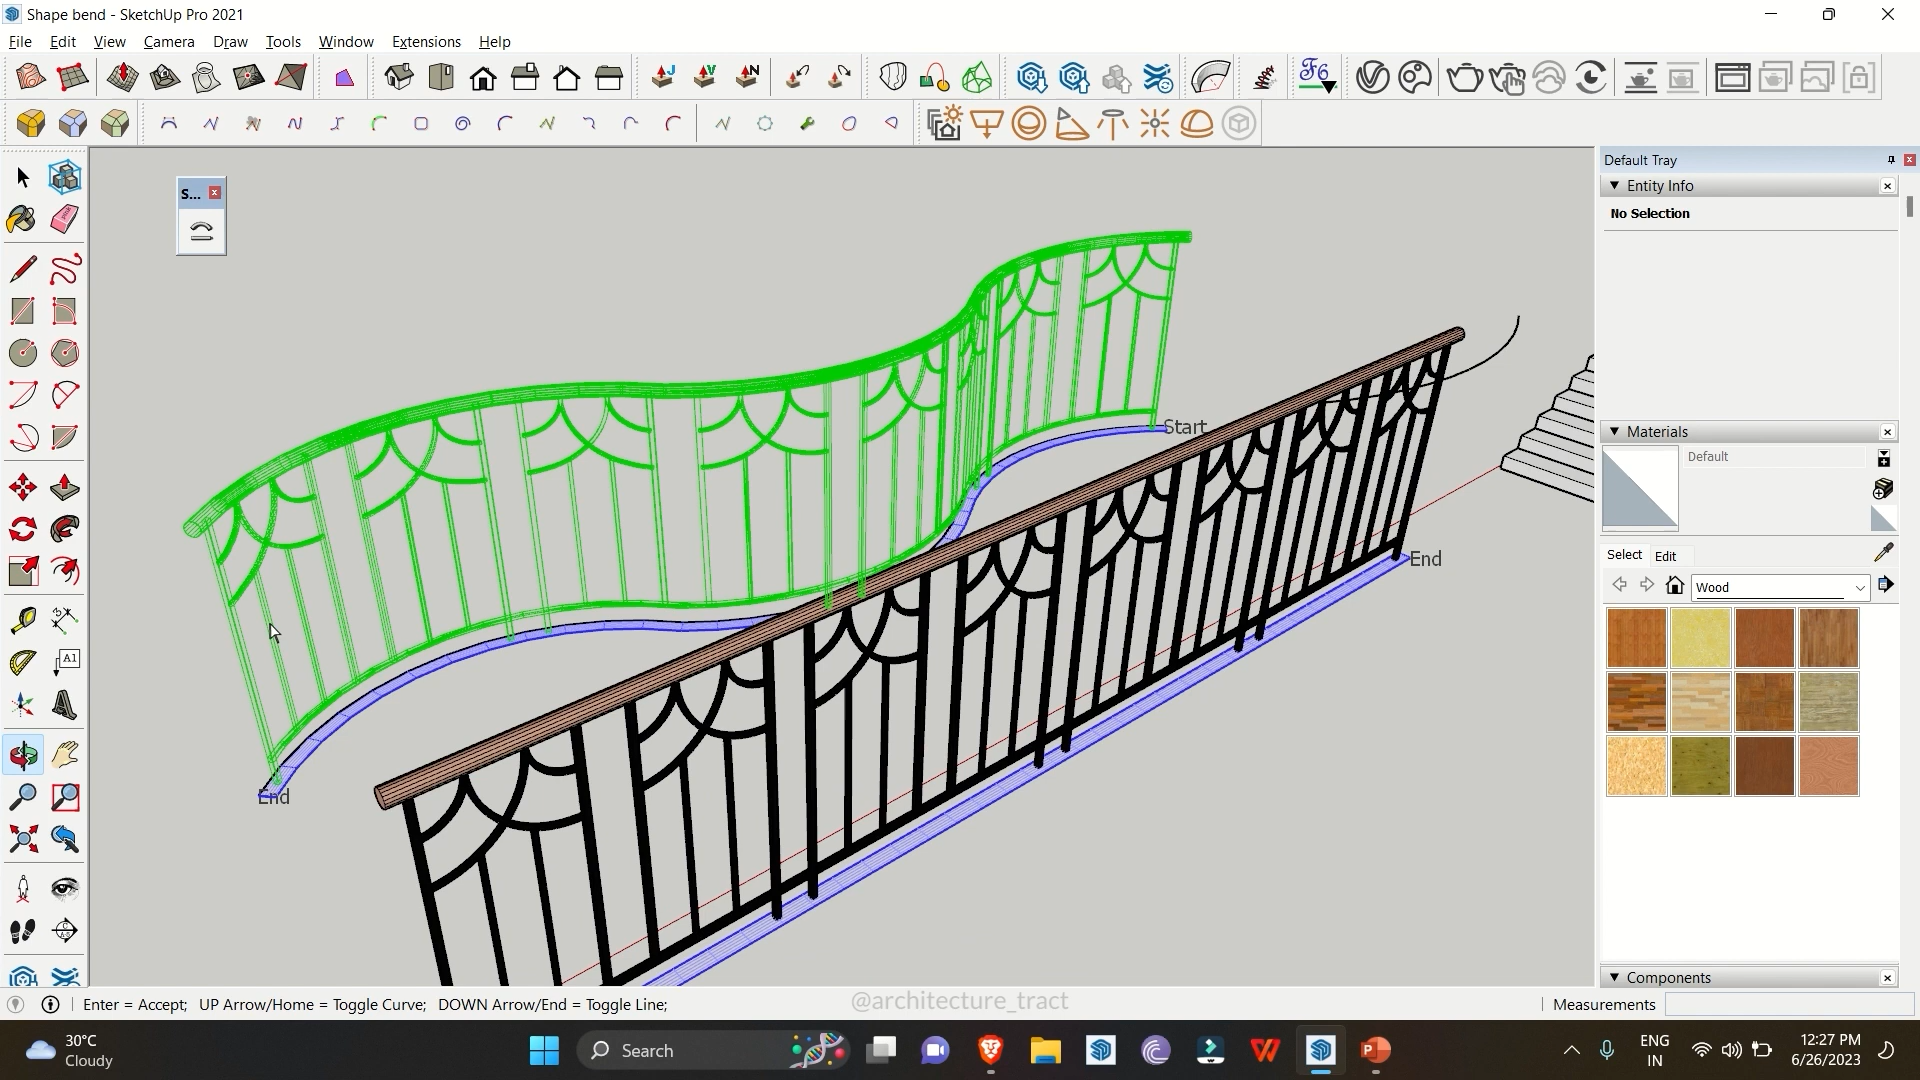 Shape bend - SketchUp Pro 2021
File Edit View Camera Draw Tools Window Extensions Help
Default Tray
Entity Info
No Selection
S...
Start
End
End
Materials
Default
Select Edit
Wood
Components
Enter = Accept; UP Arrow/Home = Toggle Curve; DOWN Arrow/End = Toggle Line;
@architecture_tract
Measurements
30°C
Cloudy
Search
ENG
IN
12:27 PM
6/26/2023